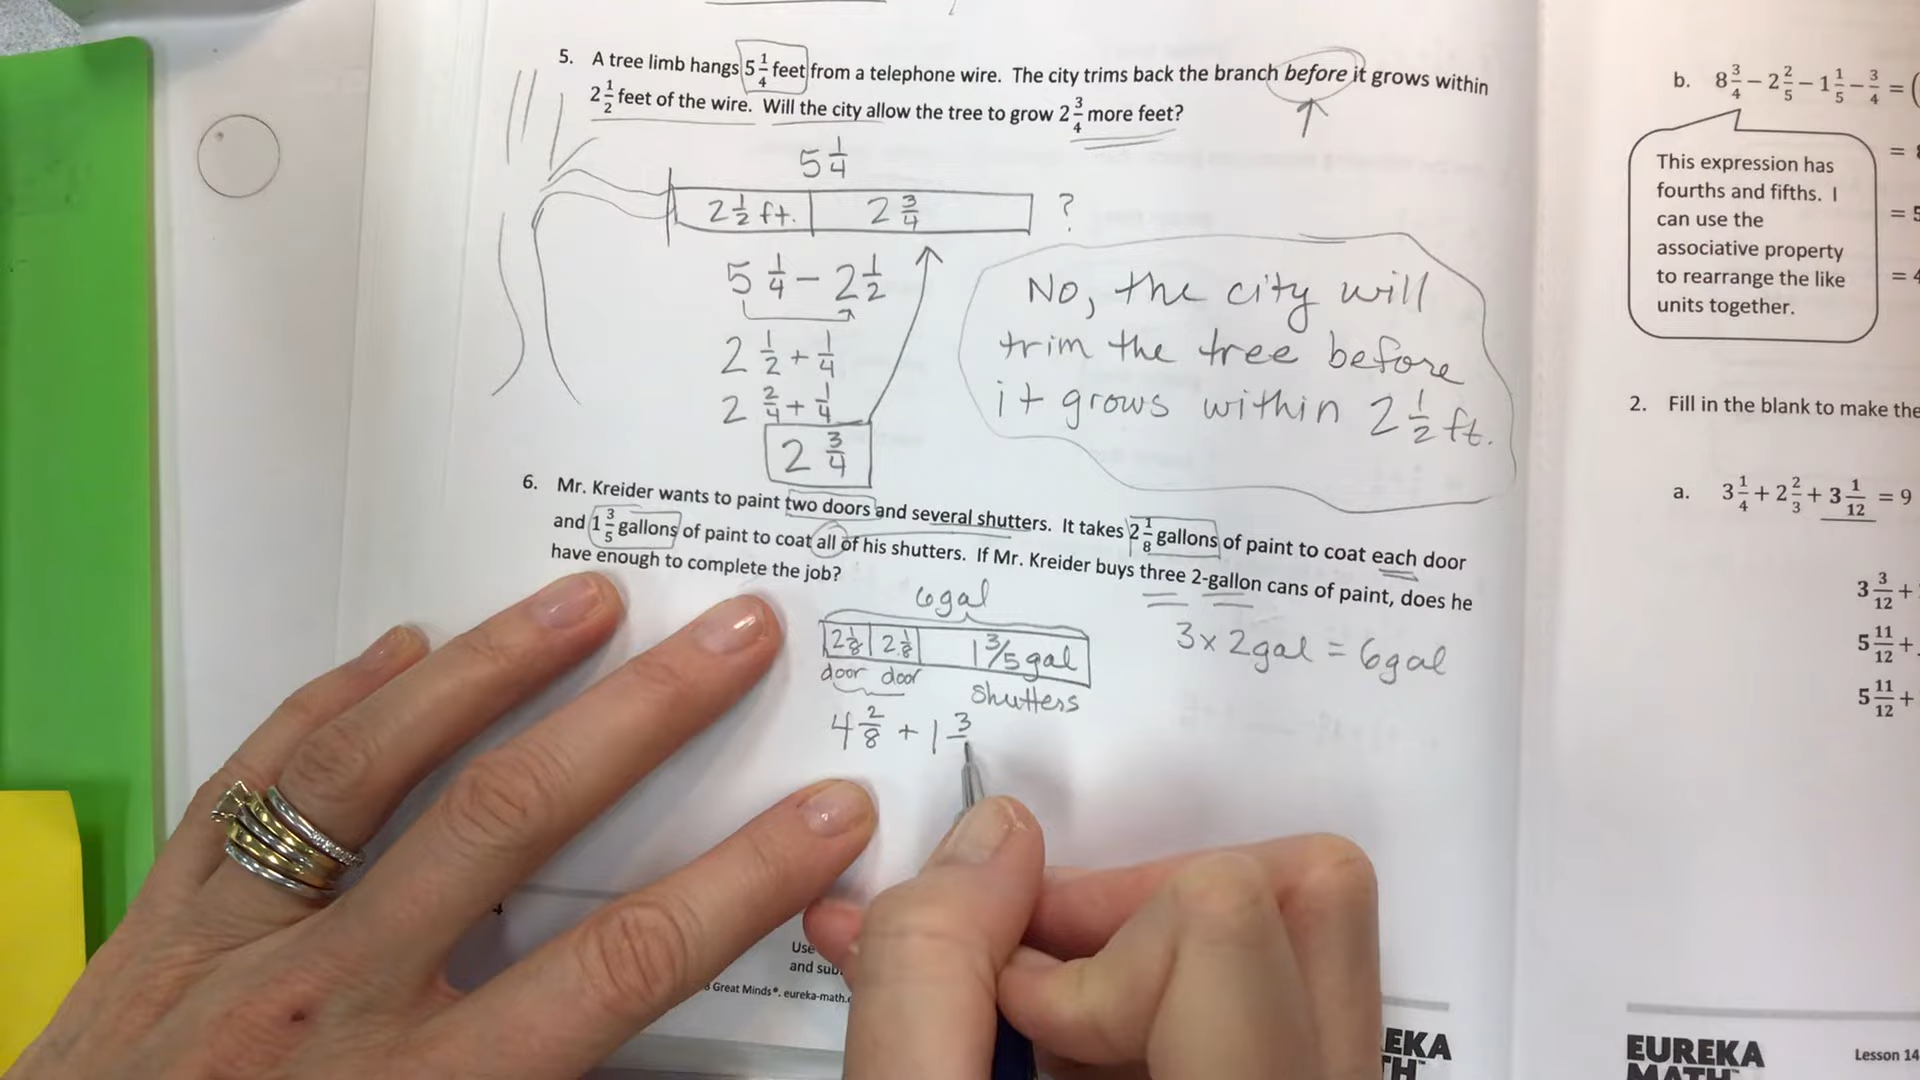 5. A tree limb hangs 5 1/4 feet from a telephone wire. The city trims back the branch before it grows within
2 1/2 feet of the wire. Will the city allow the tree to grow 2 3/4 more feet?
5 1/4
2 1/2 ft. 2 3/4 ?
5 1/4 - 2 1/2
2 1/2 + 1/4
2 2/4 + 1/4
2 3/4
No, the city will
trim the tree before
it grows within 2 1/2 ft.
6. Mr. Kreider wants to paint two doors and several shutters. It takes 2 1/8 gallons of paint to coat each door
and 1 3/5 gallons of paint to coat all of his shutters. If Mr. Kreider buys three 2-gallon cans of paint, does he
have enough to complete the job?
6gal
2 1/8 2 1/8 1 3/5 gal
door door shutters
3 x 2gal = 6gal
4 2/8 + 1 3
Use
and sub
Great Minds®. eureka-math.
EKA
TH
b. 8 3/4 − 2 2/5 − 1 1/5 − 3/4 = (
=
= 5
= 4
This expression has
fourths and fifths. I
can use the
associative property
to rearrange the like
units together.
2. Fill in the blank to make the
a. 3 1/4 + 2 2/3 + 3 1/12 = 9
3 3/12 +
5 11/12 +
5 11/12 +
EUREKA
MATH
Lesson 14